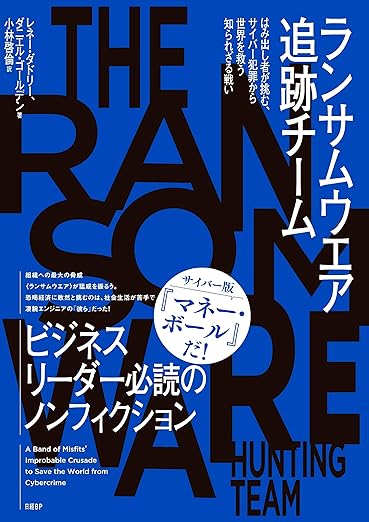 ランサムウエア
追跡チーム
はみ出し者が挑む、
サイバー犯罪から
世界を救う
知られざる戦い
レネー・ダドリー、
ダニエル・ゴールデン 著
小林啓倫 訳
THE
RAN
SOM
WARE
HUNTING
TEAM
組織への最大の脅威
〈ランサムウエア〉が猛威を振るう。
恐喝経済に敢然と挑むのは、社会生活が苦手で
凄腕エンジニアの「彼ら」だった!
サイバー版
『マネー・
ボール』
だ!
ビジネス
リーダー必読の
ノンフィクション
A Band of Misfits'
Improbable Crusade
to Save the World from
Cybercrime
日経BP